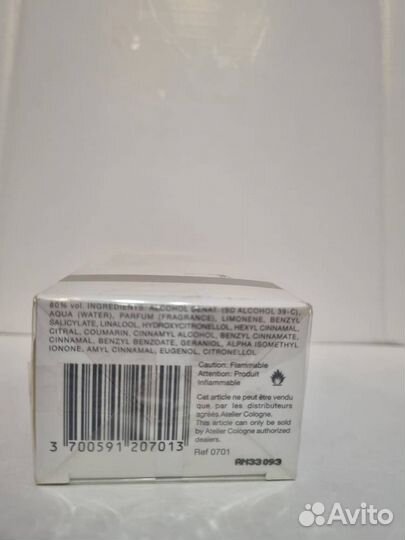 80% vol. INGREDIENTS: ALCOHOL DENAT. (SD ALCOHOL 39-C),
AQUA (WATER), PARFUM (FRAGRANCE), LIMONENE, BENZYL
SALICYLATE, LINALOOL, HYDROXYCITRONELLOL, HEXYL CINNAMAL,
CITRAL, COUMARIN, CINNAMYL ALCOHOL, BENZYL CINNAMATE,
CINNAMAL, BENZYL BENZOATE, GERANIOL, ALPHA ISOMETHYL
IONONE, AMYL CINNAMAL, EUGENOL, CITRONELLOL
Caution: Flammable
Attention: Produit
Inflammable
Cet article ne peut être vendu
que par les distributeurs
agréés Atelier Cologne.
This article can only be sold
by Atelier Cologne authorized
dealers.
Ref 0701
3 700591 207013
AM33093
Avito